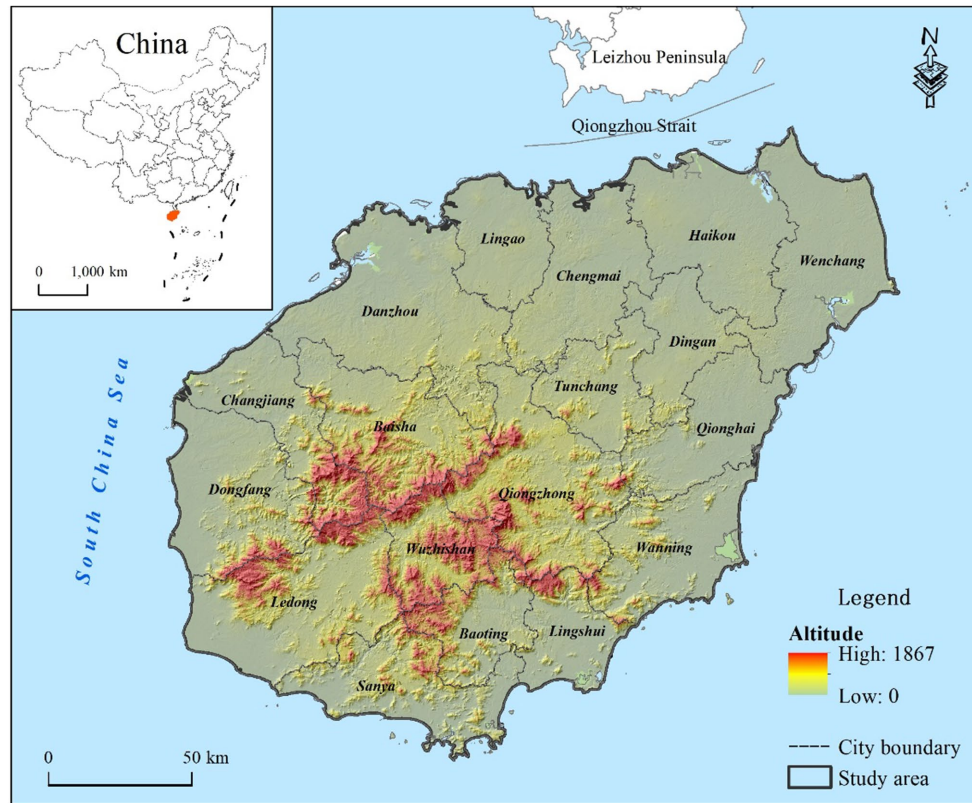 China
0 1,000 km
Leizhou Peninsula
N
Qiongzhou Strait
Lingao
Haikou
Wenchang
Chengmai
Danzhou
Dingan
Tunchang
Changjiang
Baisha
Qionghai
South China Sea
Dongfang
Qiongzhong
Wuzhishan
Wanning
Ledong
Baoting
Lingshui
Sanya
Legend
Altitude
High: 1867
Low: 0
City boundary
Study area
0 50 km